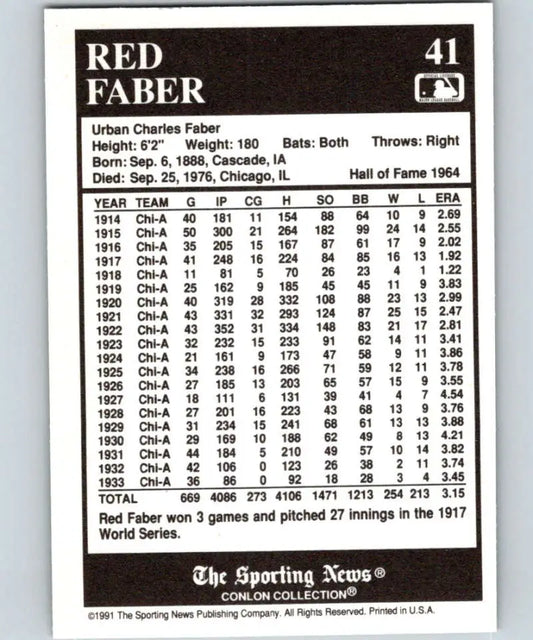 RED
FABER
41
Urban Charles Faber
Height: 6'2" Weight: 180 Bats: Both Throws: Right
Born: Sep. 6, 1888, Cascade, IA
Died: Sep. 25, 1976, Chicago, IL Hall of Fame 1964
YEAR TEAM G IP CG H SO BB W L ERA
1914 Chi-A 40 181 11 154 88 64 10 9 2.69
1915 Chi-A 50 300 21 264 182 99 24 14 2.55
1916 Chi-A 35 205 15 167 87 61 17 9 2.02
1917 Chi-A 41 248 16 224 84 85 16 13 1.92
1918 Chi-A 11 81 5 70 26 23 4 1 1.22
1919 Chi-A 25 162 9 185 45 45 11 9 3.83
1920 Chi-A 40 319 28 332 108 88 23 13 2.99
1921 Chi-A 43 331 32 293 124 87 25 15 2.47
1922 Chi-A 43 352 31 334 148 83 21 17 2.81
1923 Chi-A 32 232 15 233 91 62 14 11 3.41
1924 Chi-A 21 161 9 173 47 58 9 11 3.86
1925 Chi-A 34 238 16 266 71 59 12 11 3.78
1926 Chi-A 27 185 13 203 65 57 15 9 3.55
1927 Chi-A 18 111 6 131 39 41 4 7 4.54
1928 Chi-A 27 201 16 223 43 68 13 9 3.76
1929 Chi-A 31 234 15 241 68 61 13 13 3.88
1930 Chi-A 29 169 10 188 62 49 8 13 4.21
1931 Chi-A 44 184 5 210 49 57 10 14 3.82
1932 Chi-A 42 106 0 123 26 38 2 11 3.74
1933 Chi-A 36 86 0 92 18 28 3 4 3.45
TOTAL 669 4086 273 4106 1471 1213 254 213 3.15
Red Faber won 3 games and pitched 27 innings in the 1917
World Series.
The Sporting News®
CONLON COLLECTION®
©1991 The Sporting News Publishing Company. All Rights Reserved. Printed in U.S.A.